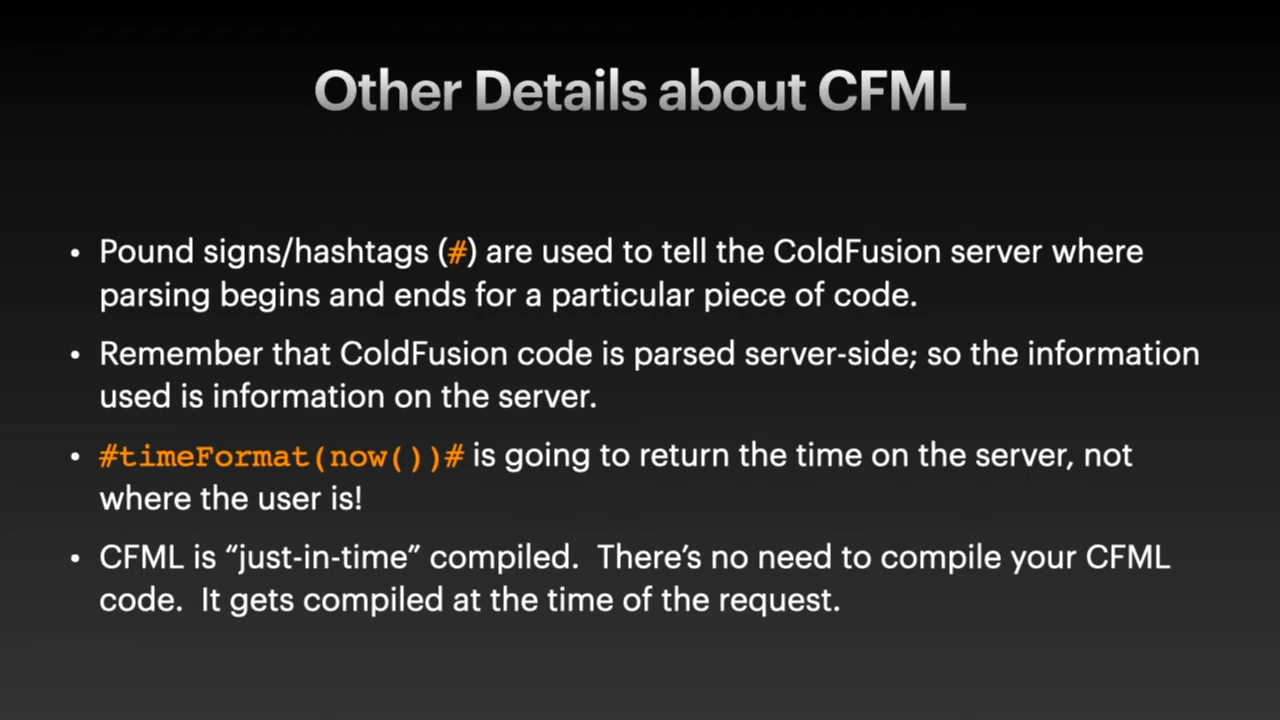 Other Details about CFML
• Pound signs/hashtags (#) are used to tell the ColdFusion server where
parsing begins and ends for a particular piece of code.
• Remember that ColdFusion code is parsed server-side; so the information
used is information on the server.
• #timeFormat(now())# is going to return the time on the server, not
where the user is!
• CFML is “just-in-time” compiled.  There’s no need to compile your CFML
code.  It gets compiled at the time of the request.